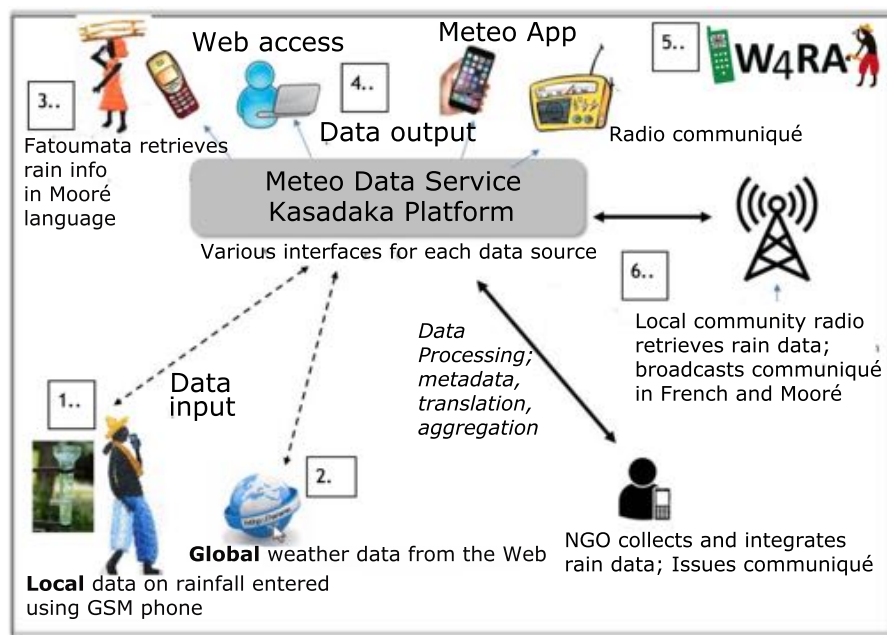 Web access
Meteo App
5..
W4RA
3..
4..
Data output
Fatoumata retrieves
rain info
in Mooré
language
Radio communiqué
Meteo Data Service
Kasadaka Platform
Various interfaces for each data source
6..
Data
Processing;
metadata,
translation,
aggregation
Local community radio
retrieves rain data;
broadcasts communiqué
in French and Mooré
Data
input
1..
2.
Global weather data from the Web
NGO collects and integrates
rain data; Issues communiqué
Local data on rainfall entered
using GSM phone